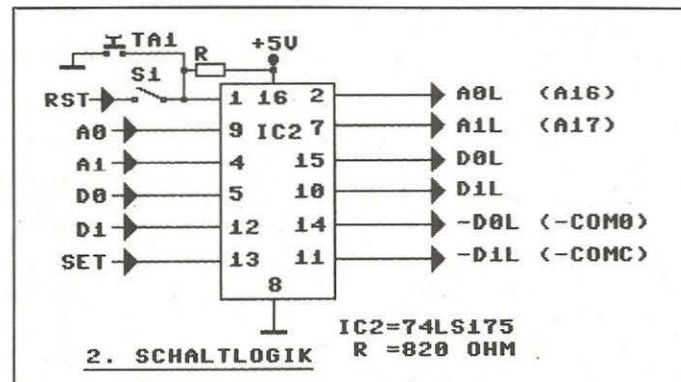 TA1
R
+5V
S1
RST 1 16 2 A0L (A16)
A0 9 IC2 7 A1L (A17)
A1 4 15 D0L
D0 5 10 D1L
D1 12 14 -D0L (-COM0)
SET 13 11 -D1L (-COMC)
8
IC2=74LS175
2. SCHALTLOGIK R =820 OHM